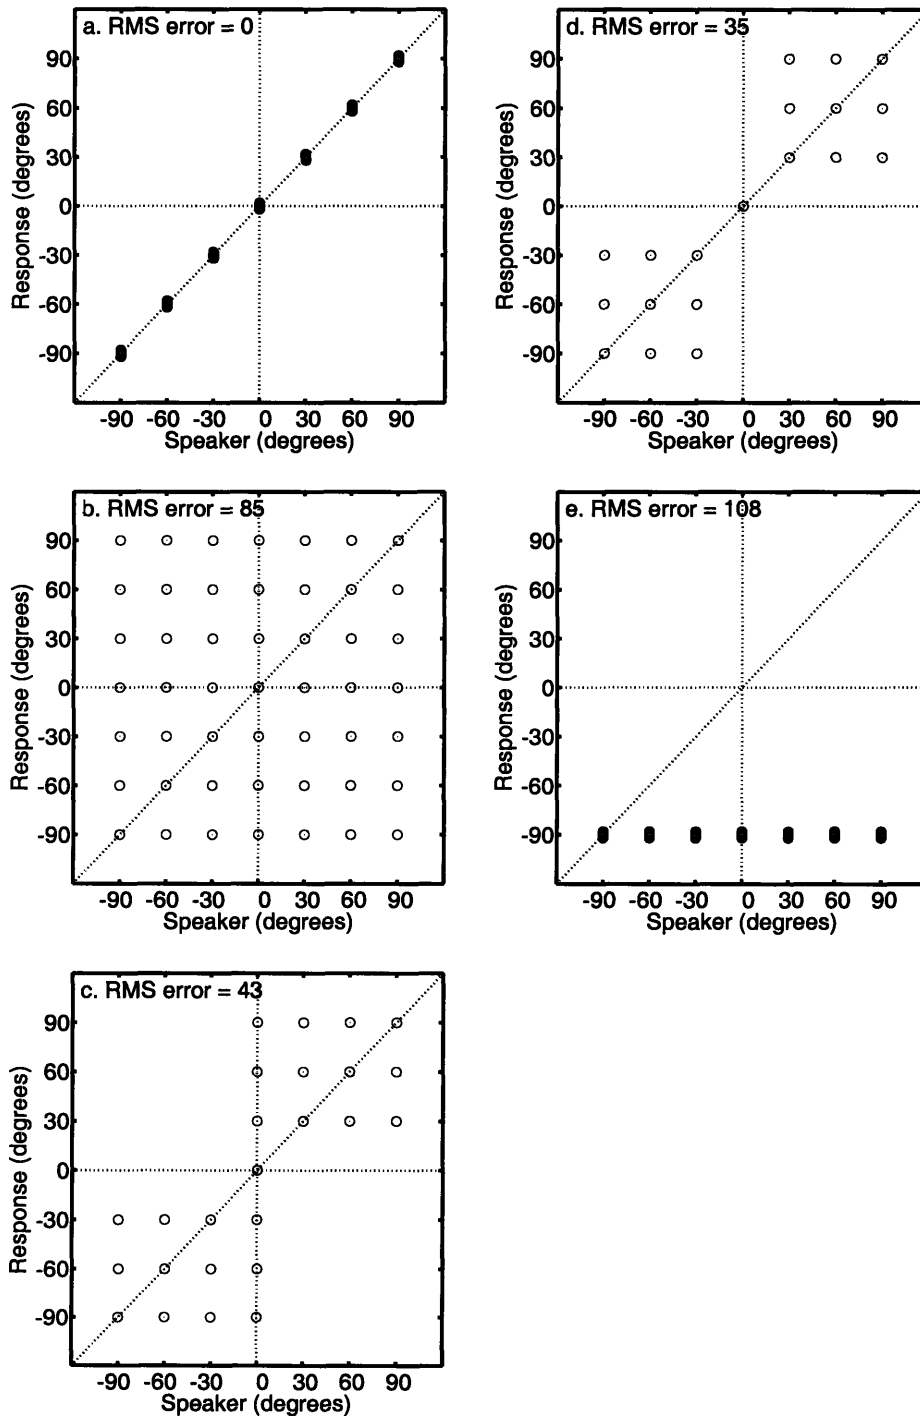 a. RMS error = 0
90
60
30
0
-30
-60
-90
Response (degrees)
-90 -60 -30 0 30 60 90
Speaker (degrees)
b. RMS error = 85
90
60
30
0
-30
-60
-90
Response (degrees)
-90 -60 -30 0 30 60 90
Speaker (degrees)
c. RMS error = 43
90
60
30
0
-30
-60
-90
Response (degrees)
-90 -60 -30 0 30 60 90
Speaker (degrees)
d. RMS error = 35
90
60
30
0
-30
-60
-90
Response (degrees)
-90 -60 -30 0 30 60 90
Speaker (degrees)
e. RMS error = 108
90
60
30
0
-30
-60
-90
Response (degrees)
-90 -60 -30 0 30 60 90
Speaker (degrees)